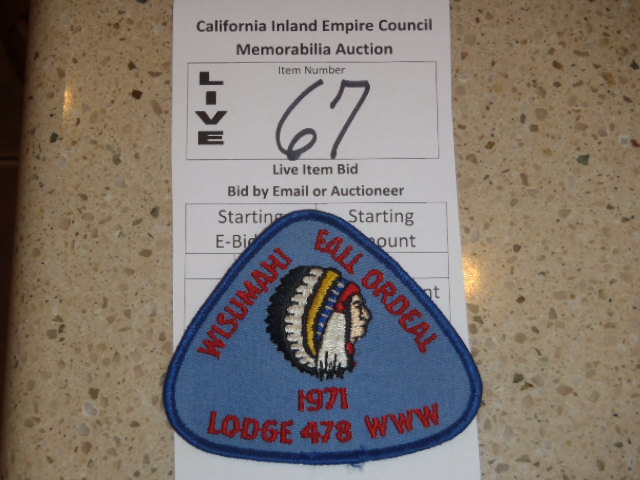 California Inland Empire Council
Memorabilia Auction
Item Number
LIVE
67
Live Item Bid
Bid by Email or Auctioneer
Starting Starting
WISUMAHI FALL ORDEAL
1971
LODGE 478 WWW